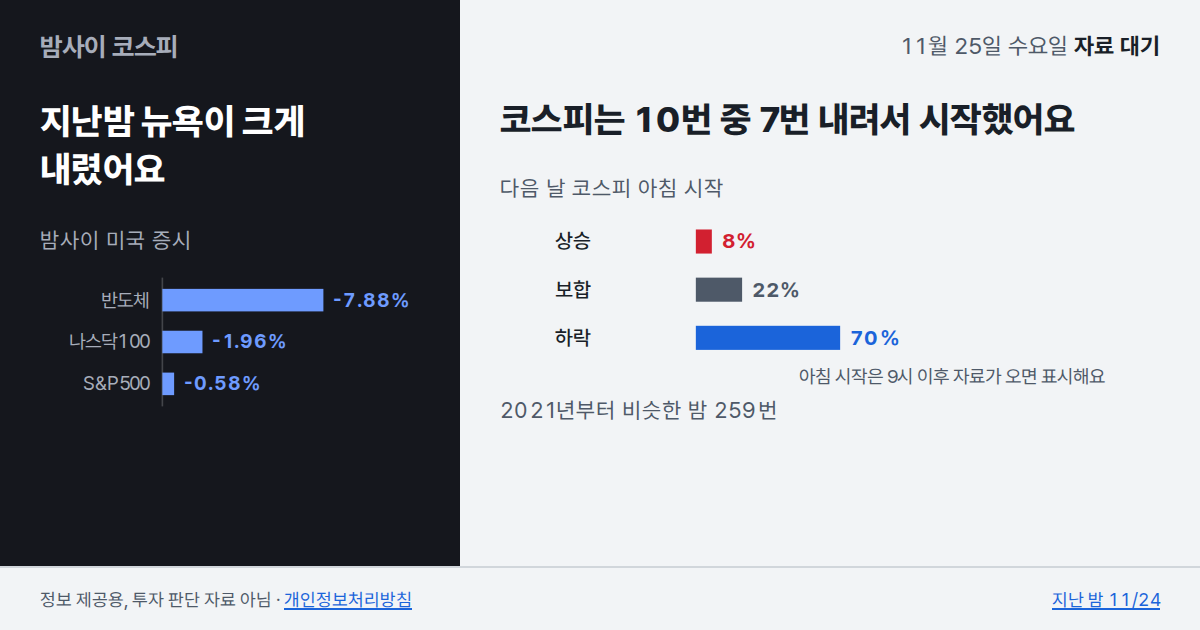 밤사이 코스피
지난밤 뉴욕이 크게
내렸어요
밤사이 미국 증시
반도체 -7.88%
나스닥100 -1.96%
S&P500 -0.58%
11월 25일 수요일 자료 대기
코스피는 10번 중 7번 내려서 시작했어요
다음 날 코스피 아침 시작
상승 8%
보합 22%
하락 70%
아침 시작은 9시 이후 자료가 오면 표시해요
2021년부터 비슷한 밤 259번
정보 제공용, 투자 판단 자료 아님 · 개인정보처리방침
지난 밤 11/24